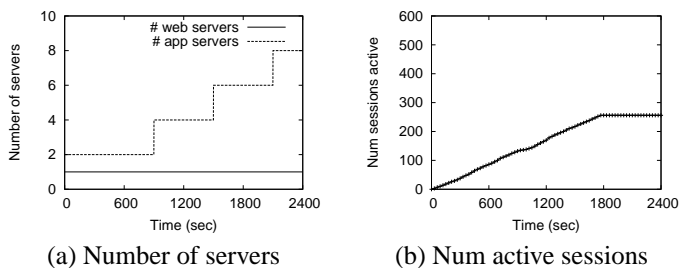 # web servers
# app servers
Number of servers
10
8
6
4
2
0
0 600 1200 1800 2400
Time (sec)
(a) Number of servers
Num sessions active
600
500
400
300
200
100
0
0 600 1200 1800 2400
Time (sec)
(b) Num active sessions